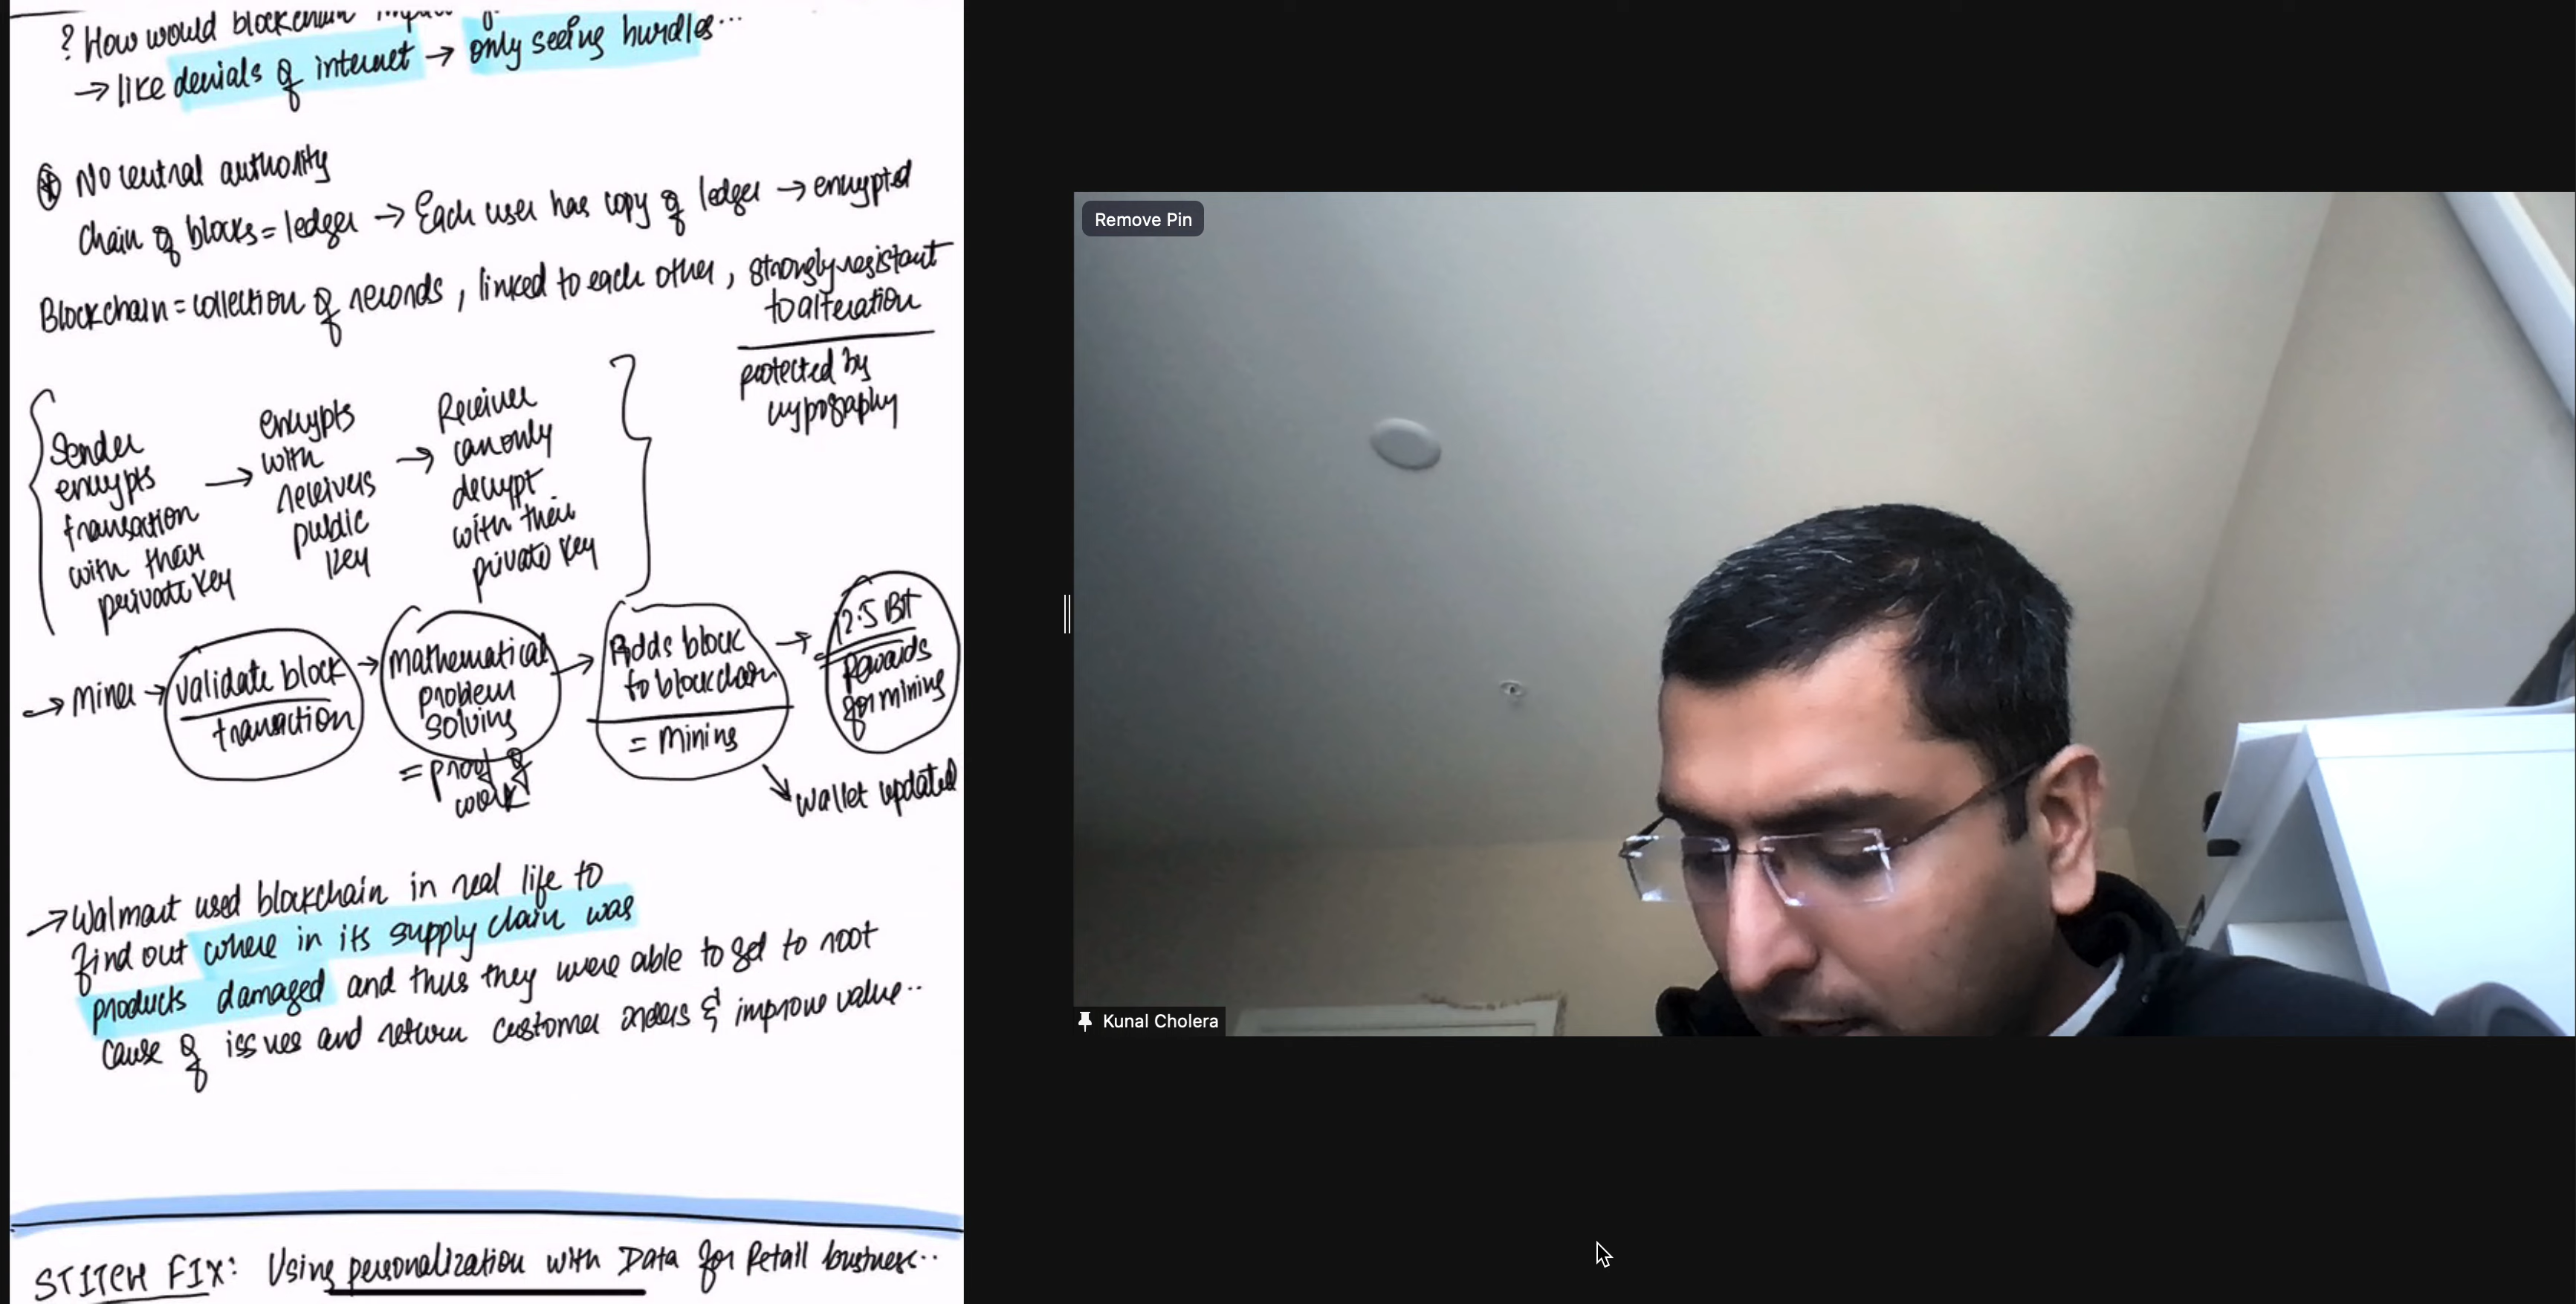 ? How would blockchain
→ like denials of internet → only seeing hurdles...
No central authority
Chain of blocks = ledger → Each user has copy of ledger → encrypted
Blockchain = collection of records, linked to each other, strongly resistant
to alteration
protected by
cypography
Sender
encrypts
transaction
with their
private key
→ encrypts
with
receivers
public
key
→ Receiver
can only
decrypt
with their
private key
→ Miner → validate block
transaction
→ Mathematical
problem
solving
= proof of
work
→ Adds block
to blockchain
= Mining
→ 12.5 Bit
Rewards
for mining
wallet updated
→ Walmart used blockchain in real life to
find out where in its supply chain was
products damaged and thus they were able to get to root
cause of issues and return customer orders & improve value..
STITCH FIX: Using personalization with Data for Retail business..
Remove Pin
Kunal Cholera